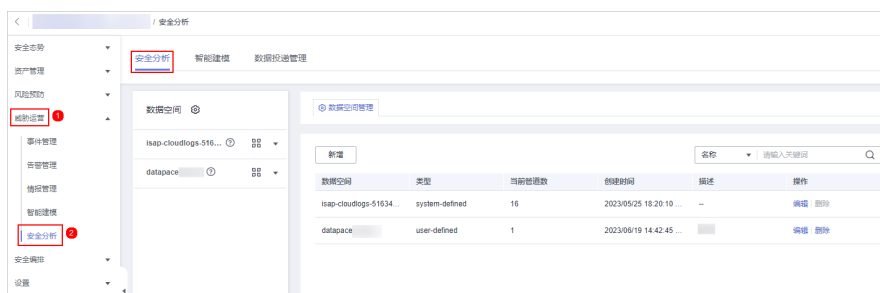 / 安全分析
安全态势
资产管理
风险预防
威胁运营 1
事件管理
告警管理
情报管理
智能建模
安全分析 2
安全编排
设置
安全分析 智能建模 数据投递管理
数据空间
isap-cloudlogs-516...
datapace
数据空间管理
新增 名称 请输入关键词
数据空间 类型 当前管道数 创建时间 描述 操作
isap-cloudlogs-51634... system-defined 16 2023/05/25 18:20:10 ... -- 编辑 删除
datapace user-defined 1 2023/06/19 14:42:45 ... 编辑 删除